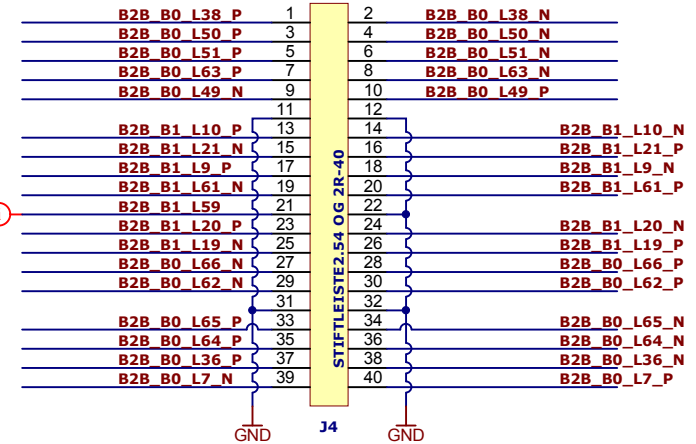 B2B_B0_L38_P 1 2 B2B_B0_L38_N
B2B_B0_L50_P 3 4 B2B_B0_L50_N
B2B_B0_L51_P 5 6 B2B_B0_L51_N
B2B_B0_L63_P 7 8 B2B_B0_L63_N
B2B_B0_L49_N 9 10 B2B_B0_L49_P
11 12
B2B_B1_L10_P 13 14 B2B_B1_L10_N
B2B_B1_L21_N 15 16 B2B_B1_L21_P
B2B_B1_L9_P 17 18 B2B_B1_L9_N
B2B_B1_L61_N 19 20 B2B_B1_L61_P
B2B_B1_L59 21 22
B2B_B1_L20_P 23 24 B2B_B1_L20_N
B2B_B1_L19_N 25 26 B2B_B1_L19_P
B2B_B0_L66_N 27 28 B2B_B0_L66_P
B2B_B0_L62_N 29 30 B2B_B0_L62_P
31 32
B2B_B0_L65_P 33 34 B2B_B0_L65_N
B2B_B0_L64_P 35 36 B2B_B0_L64_N
B2B_B0_L36_P 37 38 B2B_B0_L36_N
B2B_B0_L7_N 39 40 B2B_B0_L7_P
STIFTLEISTE2.54 OG 2R-40
GND J4 GND